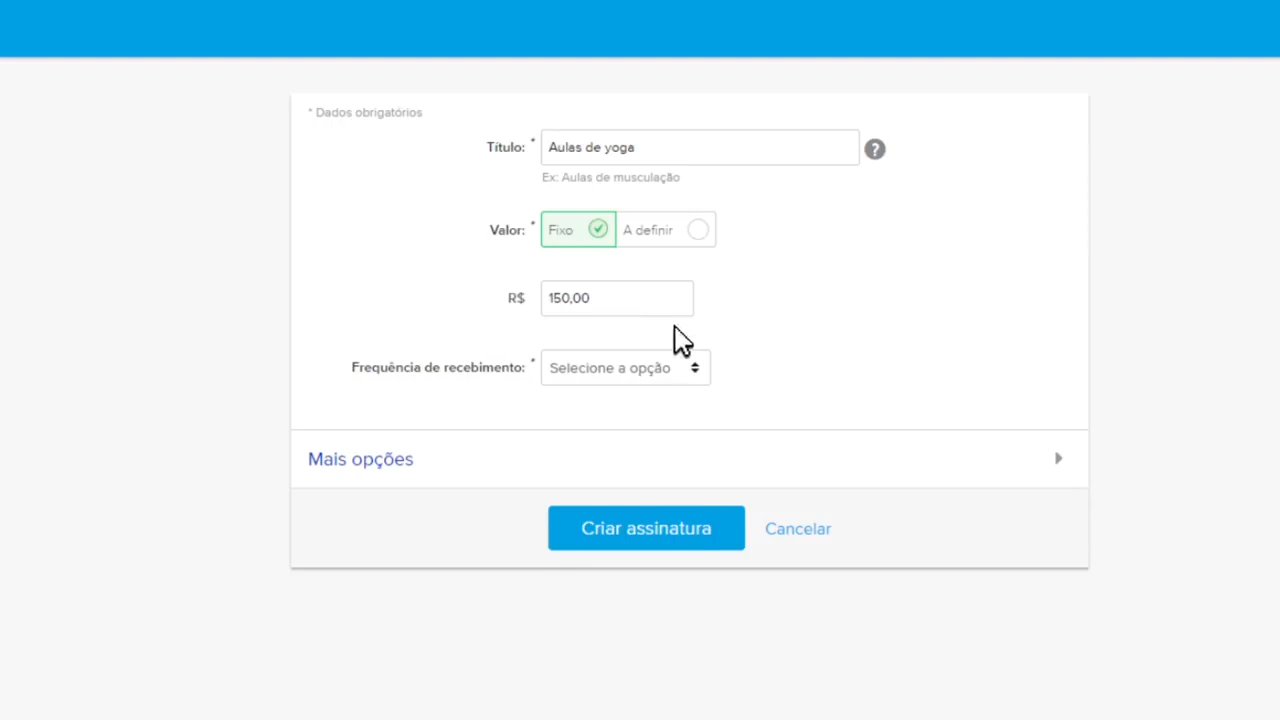 * Dados obrigatórios
Título: * Aulas de yoga ?
Ex: Aulas de musculação
Valor: * Fixo A definir
R$ 150,00
Frequência de recebimento: * Selecione a opção
Mais opções
Criar assinatura Cancelar